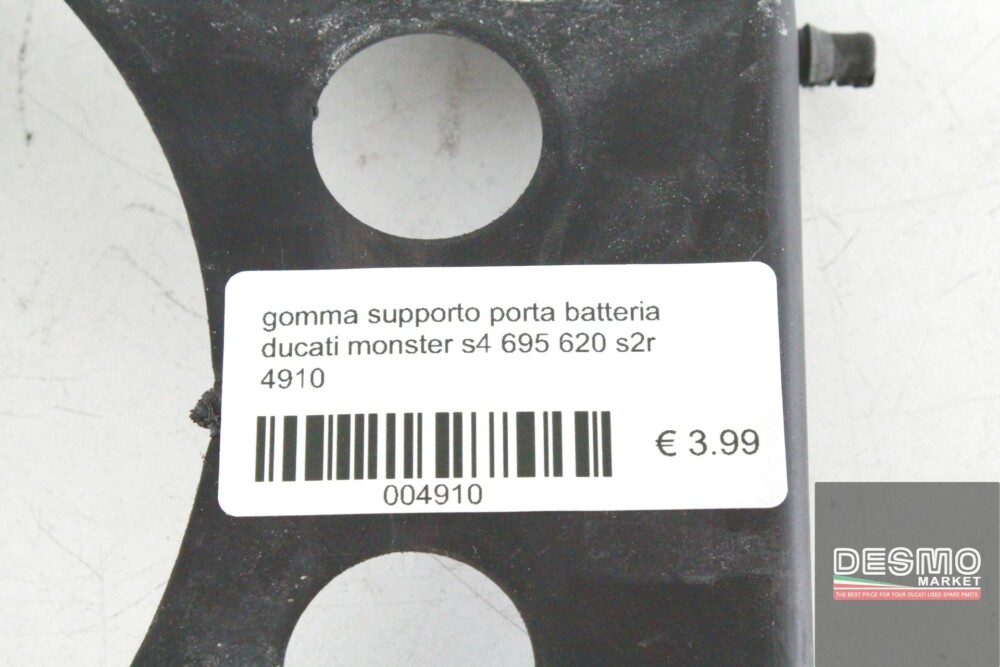 gomma supporto porta batteria
ducati monster s4 695 620 s2r
4910
€ 3.99
004910
DESMO
MARKET
THE BEST PRICE FOR YOUR DUCATI USED SPARE PARTS